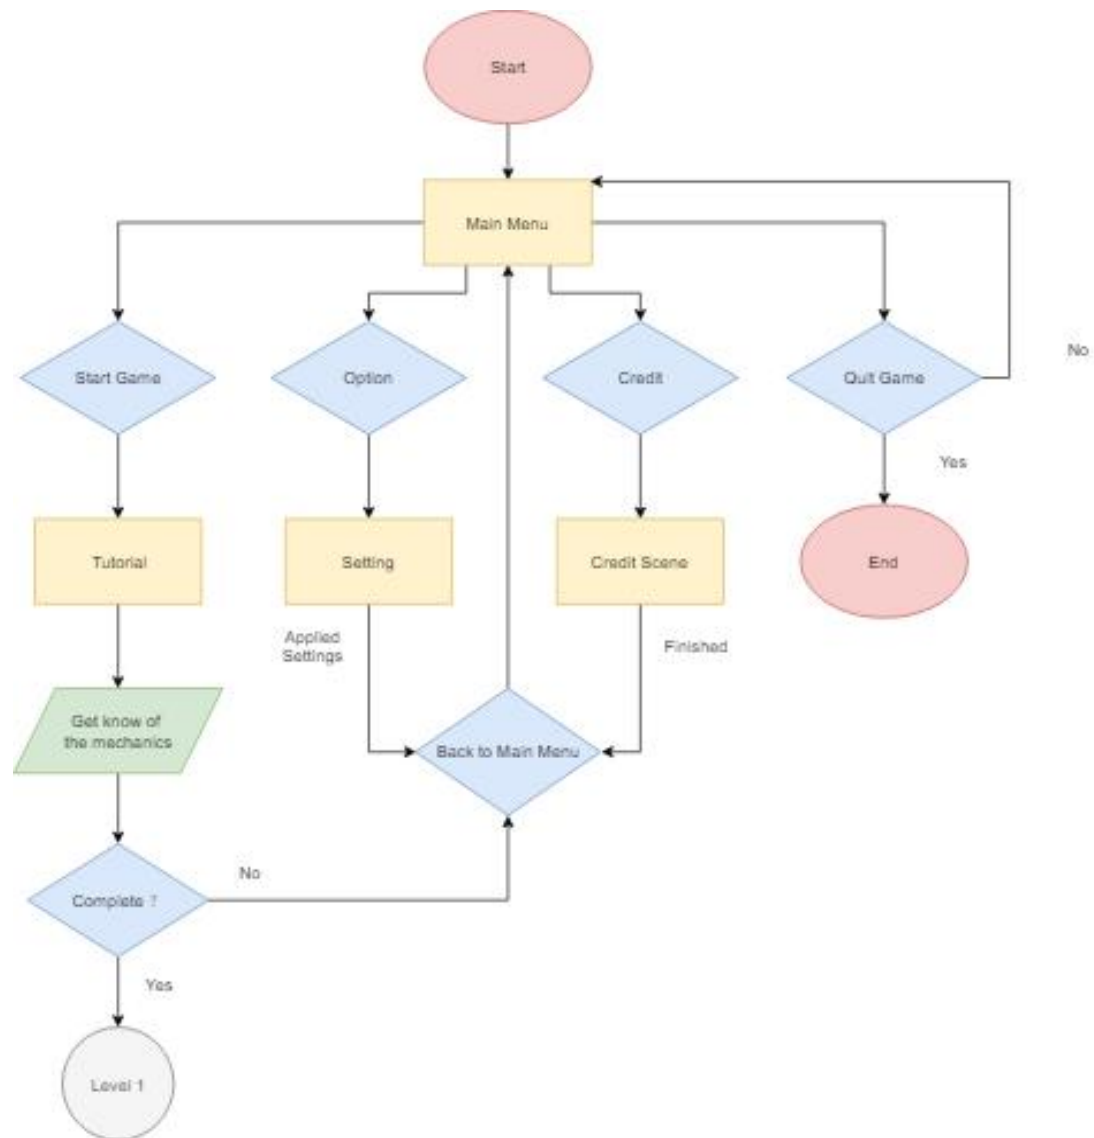 Start
Main Menu
Start Game
Option
Credit
Quit Game
No
Yes
Tutorial
Setting
Credit Scene
End
Applied
Settings
Finished
Get know of
the mechanics
Back to Main Menu
No
Complete ?
Yes
Level 1